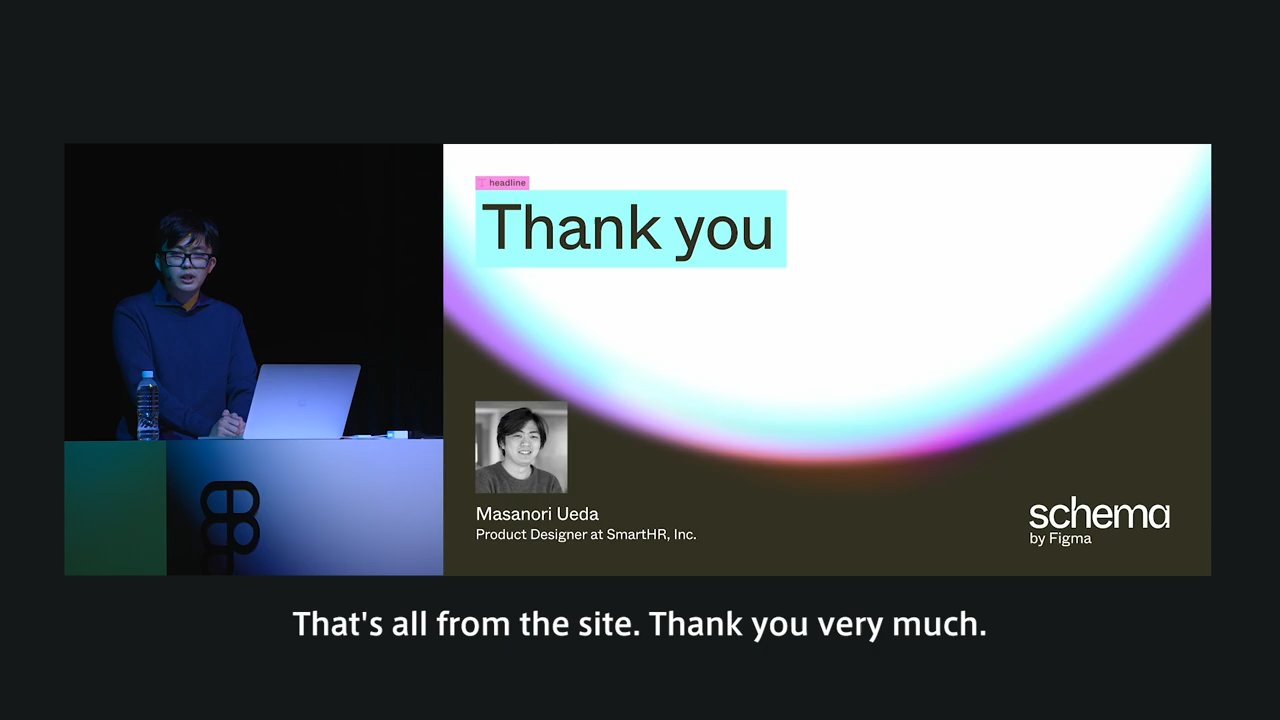 headline
Thank you
Masanori Ueda
Product Designer at SmartHR, Inc.
schema
by Figma
That's all from the site. Thank you very much.